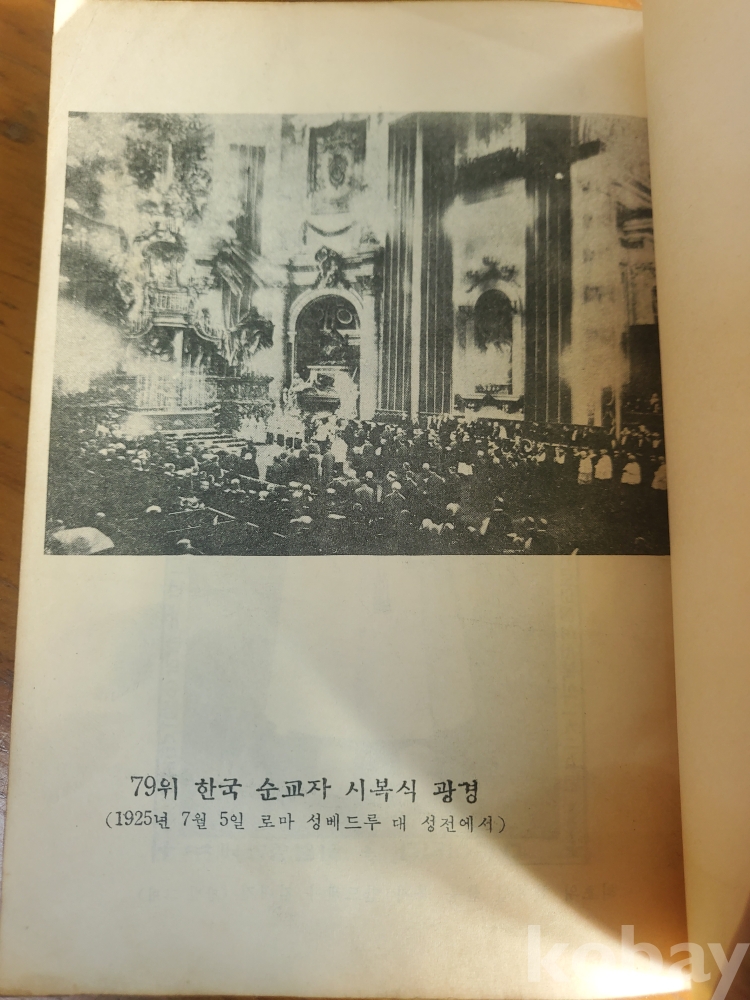 79위 한국 순교자 시복식 광경
(1925년 7월 5일 로마 성베드루 대 성전에서)
kobay